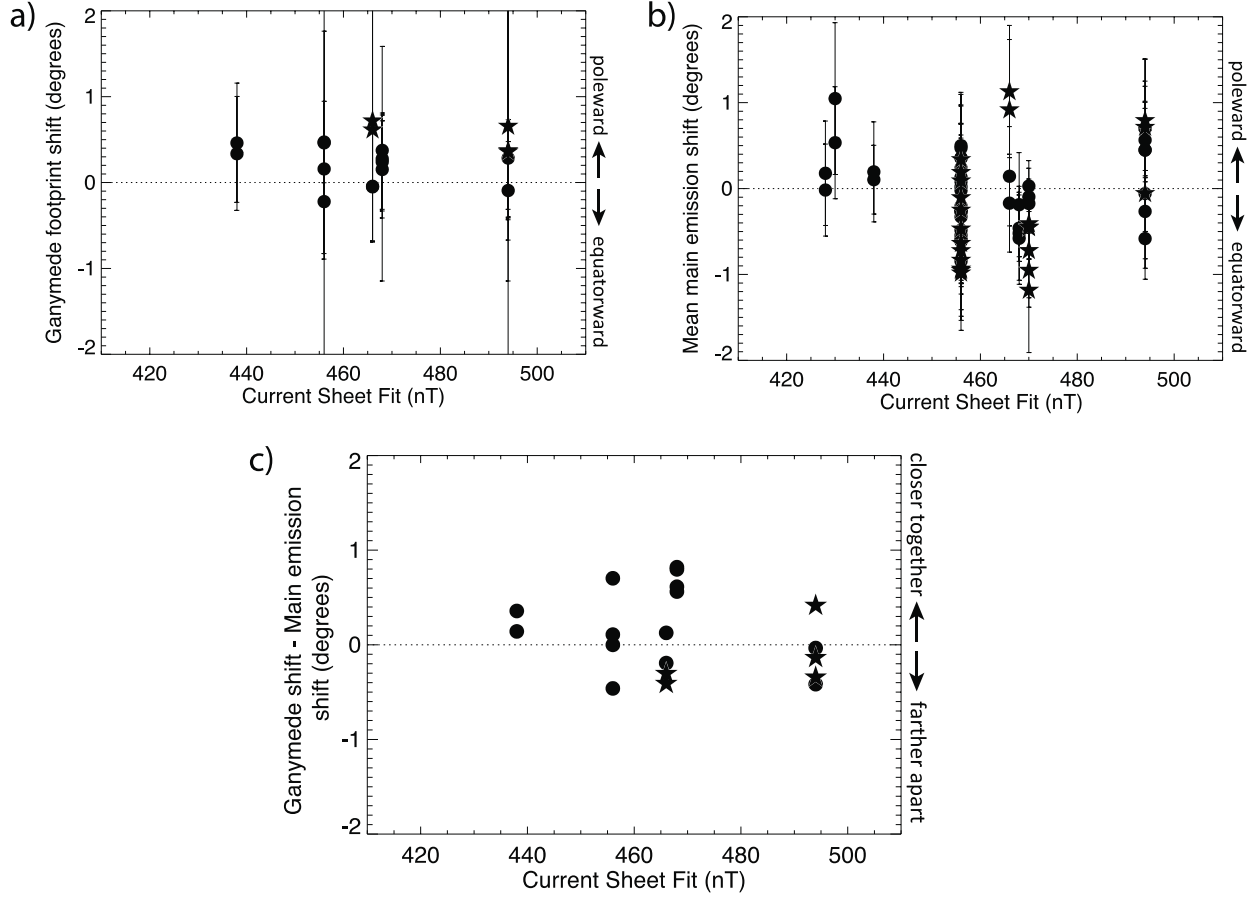 a)
Ganymede footprint shift (degrees)
2
1
0
-1
-2
420
440
460
480
500
Current Sheet Fit (nT)
poleward
equatorward
b)
Mean main emission shift (degrees)
2
1
0
-1
-2
420
440
460
480
500
Current Sheet Fit (nT)
poleward
equatorward
c)
Ganymede shift - Main emission
shift (degrees)
2
1
0
-1
-2
420
440
460
480
500
Current Sheet Fit (nT)
closer together
farther apart